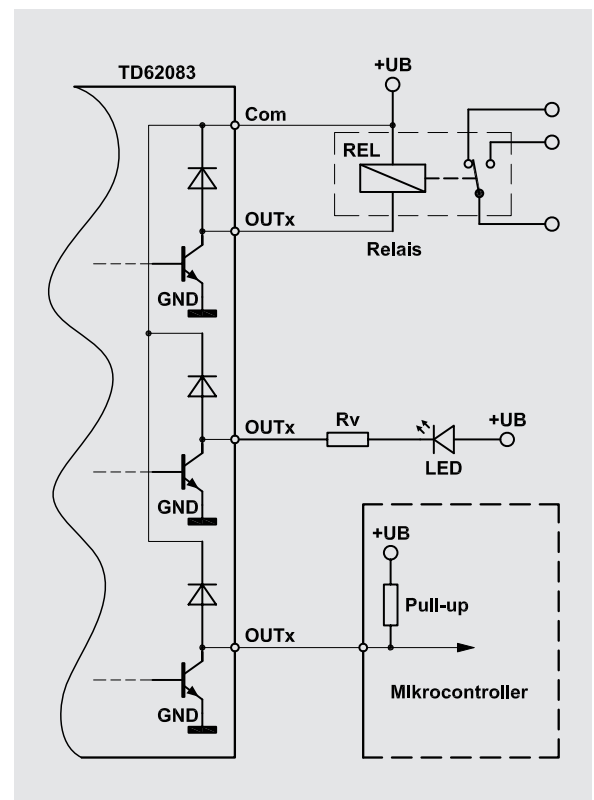 TD62083
+UB
Com
REL
OUTx
Relais
GND
OUTx
Rv
+UB
LED
GND
+UB
Pull-up
OUTx
MIkrocontroller
GND